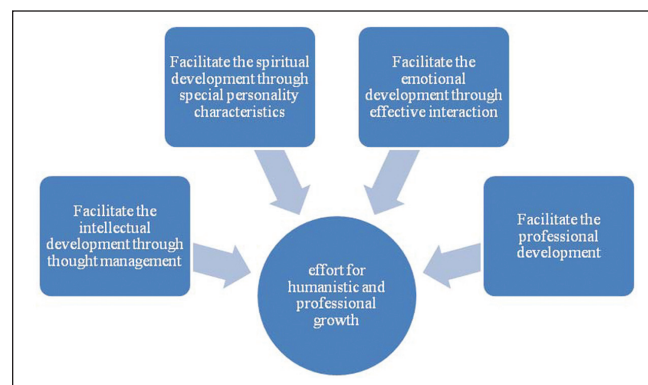 Facilitate the spiritual
development through
special personality
characteristics
Facilitate the
emotional
development through
effective interaction
Facilitate the
intellectual
development through
thought management
Facilitate the
professional
development
effort for
humanistic and
professional
growth